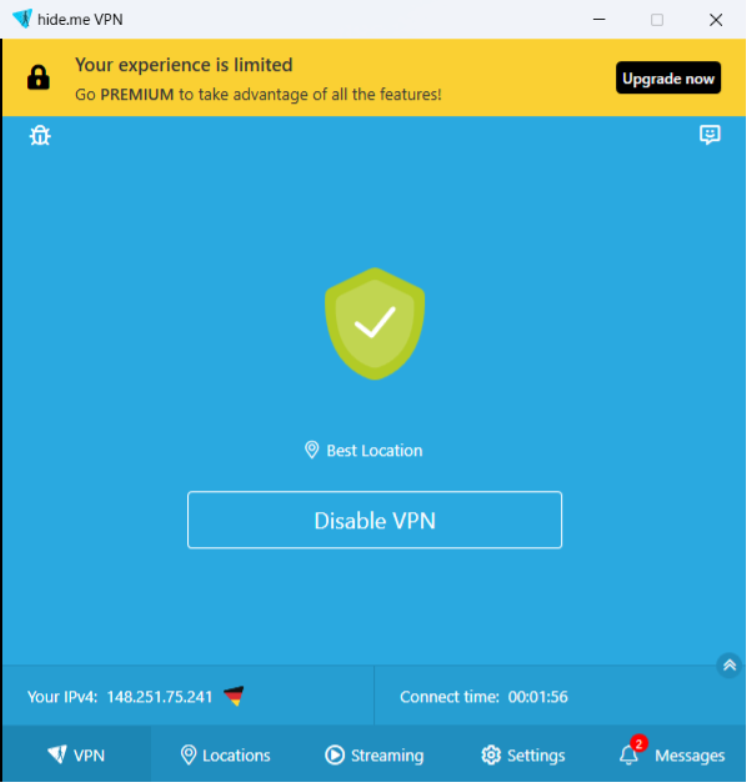 hide.me VPN
Your experience is limited
Go PREMIUM to take advantage of all the features!
Upgrade now
Best Location
Disable VPN
Your IPv4: 148.251.75.241
Connect time: 00:01:56
VPN
Locations
Streaming
Settings
2
Messages